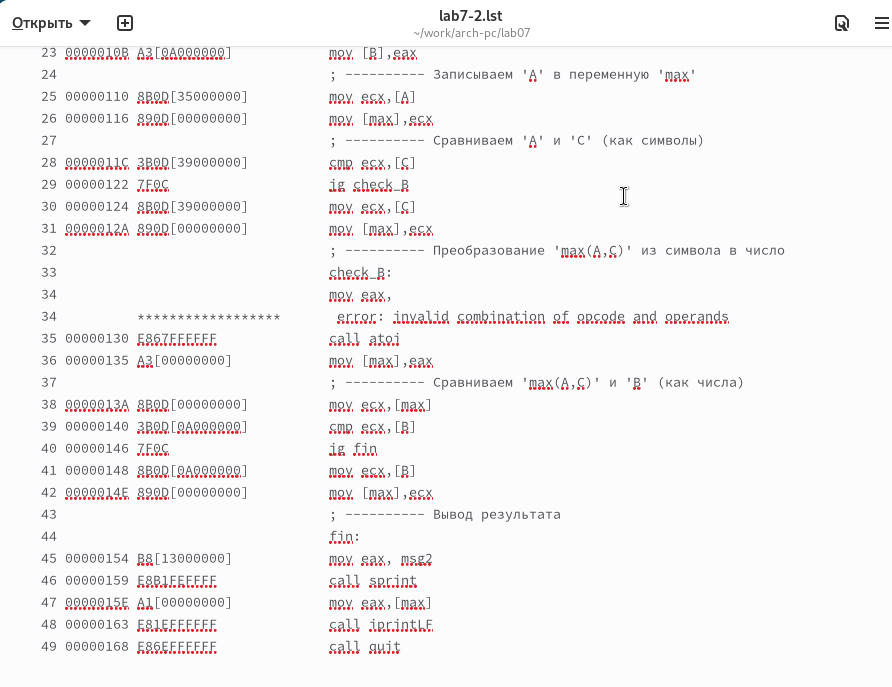 Открыть
lab7-2.lst
~/work/arch-pc/lab07
23 0000010B A3[0A000000] mov [B],eax
24 ; ---------- Записываем 'A' в переменную 'max'
25 00000110 8B0D[35000000] mov ecx,[A]
26 00000116 890D[00000000] mov [max],ecx
27 ; ---------- Сравниваем 'A' и 'С' (как символы)
28 0000011C 3B0D[39000000] cmp ecx,[C]
29 00000122 7F0C jg check_B
30 00000124 8B0D[39000000] mov ecx,[C]
31 0000012A 890D[00000000] mov [max],ecx
32 ; ---------- Преобразование 'max(A,C)' из символа в число
33 check_B:
34 mov eax,
34 ****************** error: invalid combination of opcode and operands
35 00000130 E867FFFFFF call atoi
36 00000135 A3[00000000] mov [max],eax
37 ; ---------- Сравниваем 'max(A,C)' и 'B' (как числа)
38 0000013A 8B0D[00000000] mov ecx,[max]
39 00000140 3B0D[0A000000] cmp ecx,[B]
40 00000146 7F0C jg fin
41 00000148 8B0D[0A000000] mov ecx,[B]
42 0000014E 890D[00000000] mov [max],ecx
43 ; ---------- Вывод результата
44 fin:
45 00000154 B8[13000000] mov eax, msg2
46 00000159 E8B1FEFFFF call sprint
47 0000015E A1[00000000] mov eax,[max]
48 00000163 E81EFFFFFF call iprintLF
49 00000168 E86EFFFFFF call quit